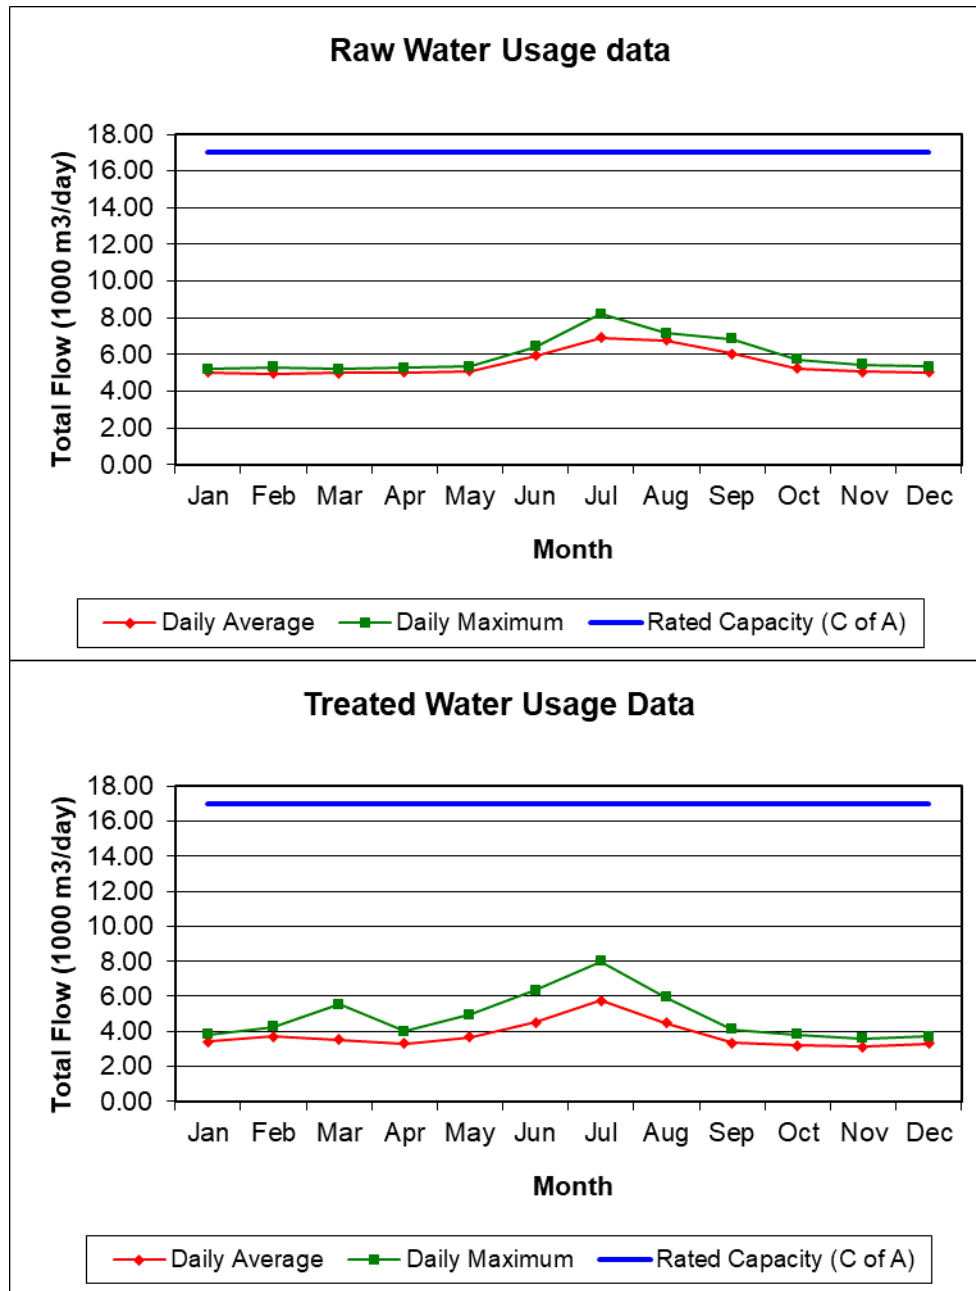 Raw Water Usage data
Total Flow (1000 m3/day)
18.00
16.00
14.00
12.00
10.00
8.00
6.00
4.00
2.00
0.00
Jan Feb Mar Apr May Jun Jul Aug Sep Oct Nov Dec
Month
Daily Average Daily Maximum Rated Capacity (C of A)
Treated Water Usage Data
Total Flow (1000 m3/day)
18.00
16.00
14.00
12.00
10.00
8.00
6.00
4.00
2.00
0.00
Jan Feb Mar Apr May Jun Jul Aug Sep Oct Nov Dec
Month
Daily Average Daily Maximum Rated Capacity (C of A)